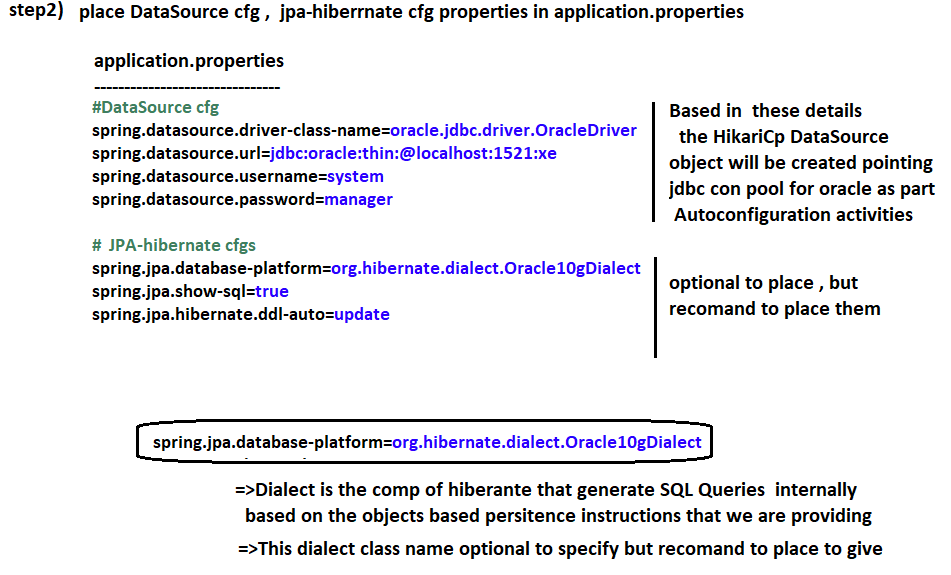 step2) place DataSource cfg , jpa-hiberrnate cfg properties in application.properties
application.properties
-------------------------------
#DataSource cfg
spring.datasource.driver-class-name=oracle.jdbc.driver.OracleDriver
spring.datasource.url=jdbc:oracle:thin:@localhost:1521:xe
spring.datasource.username=system
spring.datasource.password=manager
Based in these details
the HikariCp DataSource
object will be created pointing
jdbc con pool for oracle as part
Autoconfiguration activities
# JPA-hibernate cfgs
spring.jpa.database-platform=org.hibernate.dialect.Oracle10gDialect
spring.jpa.show-sql=true
spring.jpa.hibernate.ddl-auto=update
optional to place , but
recomand to place them
spring.jpa.database-platform=org.hibernate.dialect.Oracle10gDialect
=>Dialect is the comp of hiberante that generate SQL Queries internally
based on the objects based persitence instructions that we are providing
=>This dialect class name optional to specify but recomand to place to give